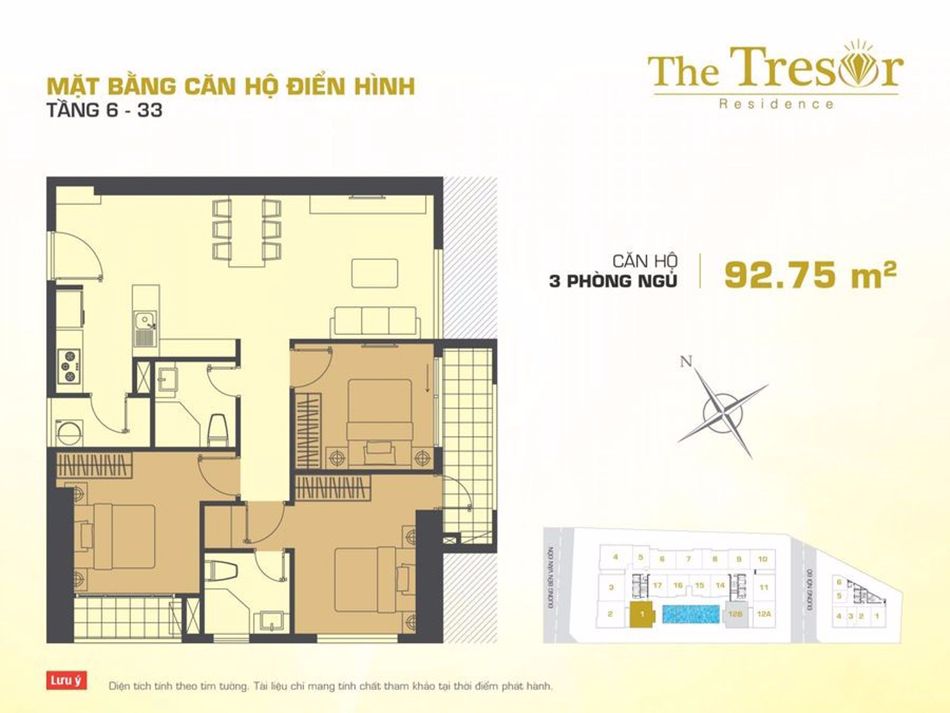 MẶT BẰNG CĂN HỘ ĐIỂN HÌNH
TẦNG 6 - 33
The Tresor
Residence
CĂN HỘ
3 PHÒNG NGỦ
92.75 m²
N
ĐƯỜNG BẾN VÂN ĐỒN
4 5 6 7 8 9 10
3 17 16 15 14 11
2 1 12B 12A
6
5
4 3 2 1
Lưu ý
Diện tích tính theo tim tường. Tài liệu chỉ mang tính chất tham khảo tại thời điểm phát hành.